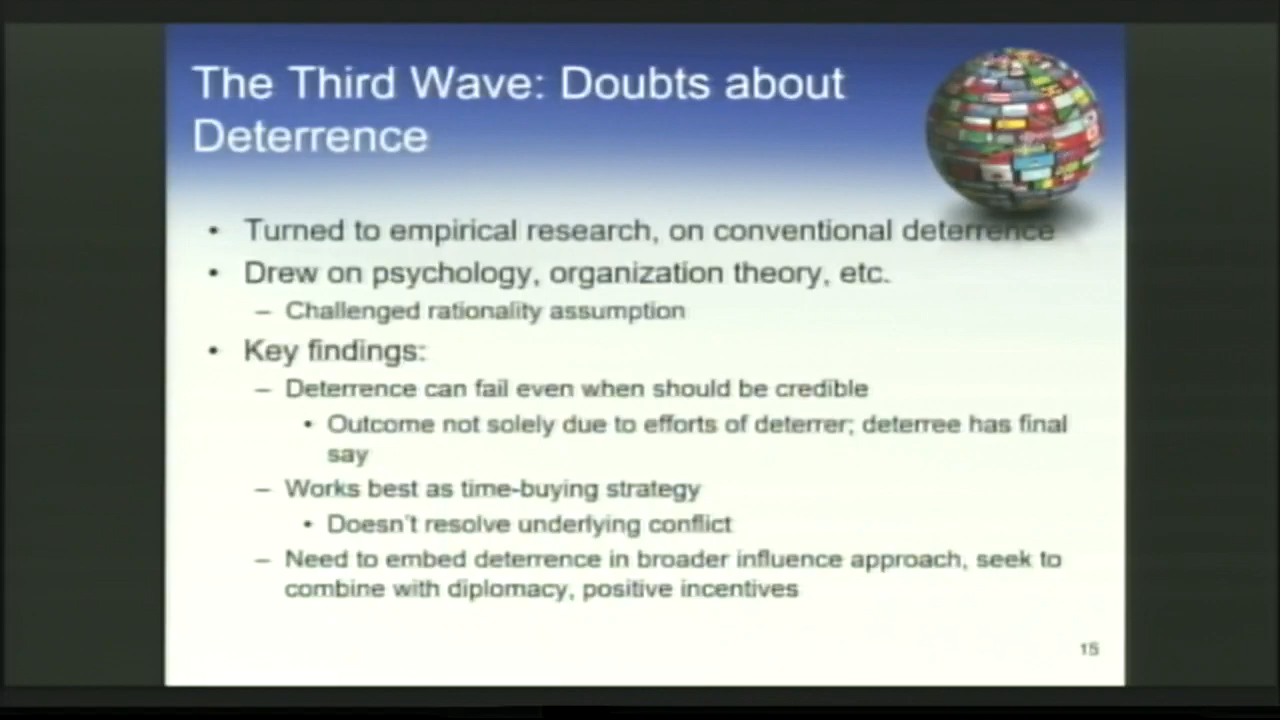 The Third Wave: Doubts about
Deterrence
• Turned to empirical research, on conventional deterrence
• Drew on psychology, organization theory, etc.
– Challenged rationality assumption
• Key findings:
– Deterrence can fail even when should be credible
• Outcome not solely due to efforts of deterrer; deterree has final
say
– Works best as time-buying strategy
• Doesn't resolve underlying conflict
– Need to embed deterrence in broader influence approach, seek to
combine with diplomacy, positive incentives
15